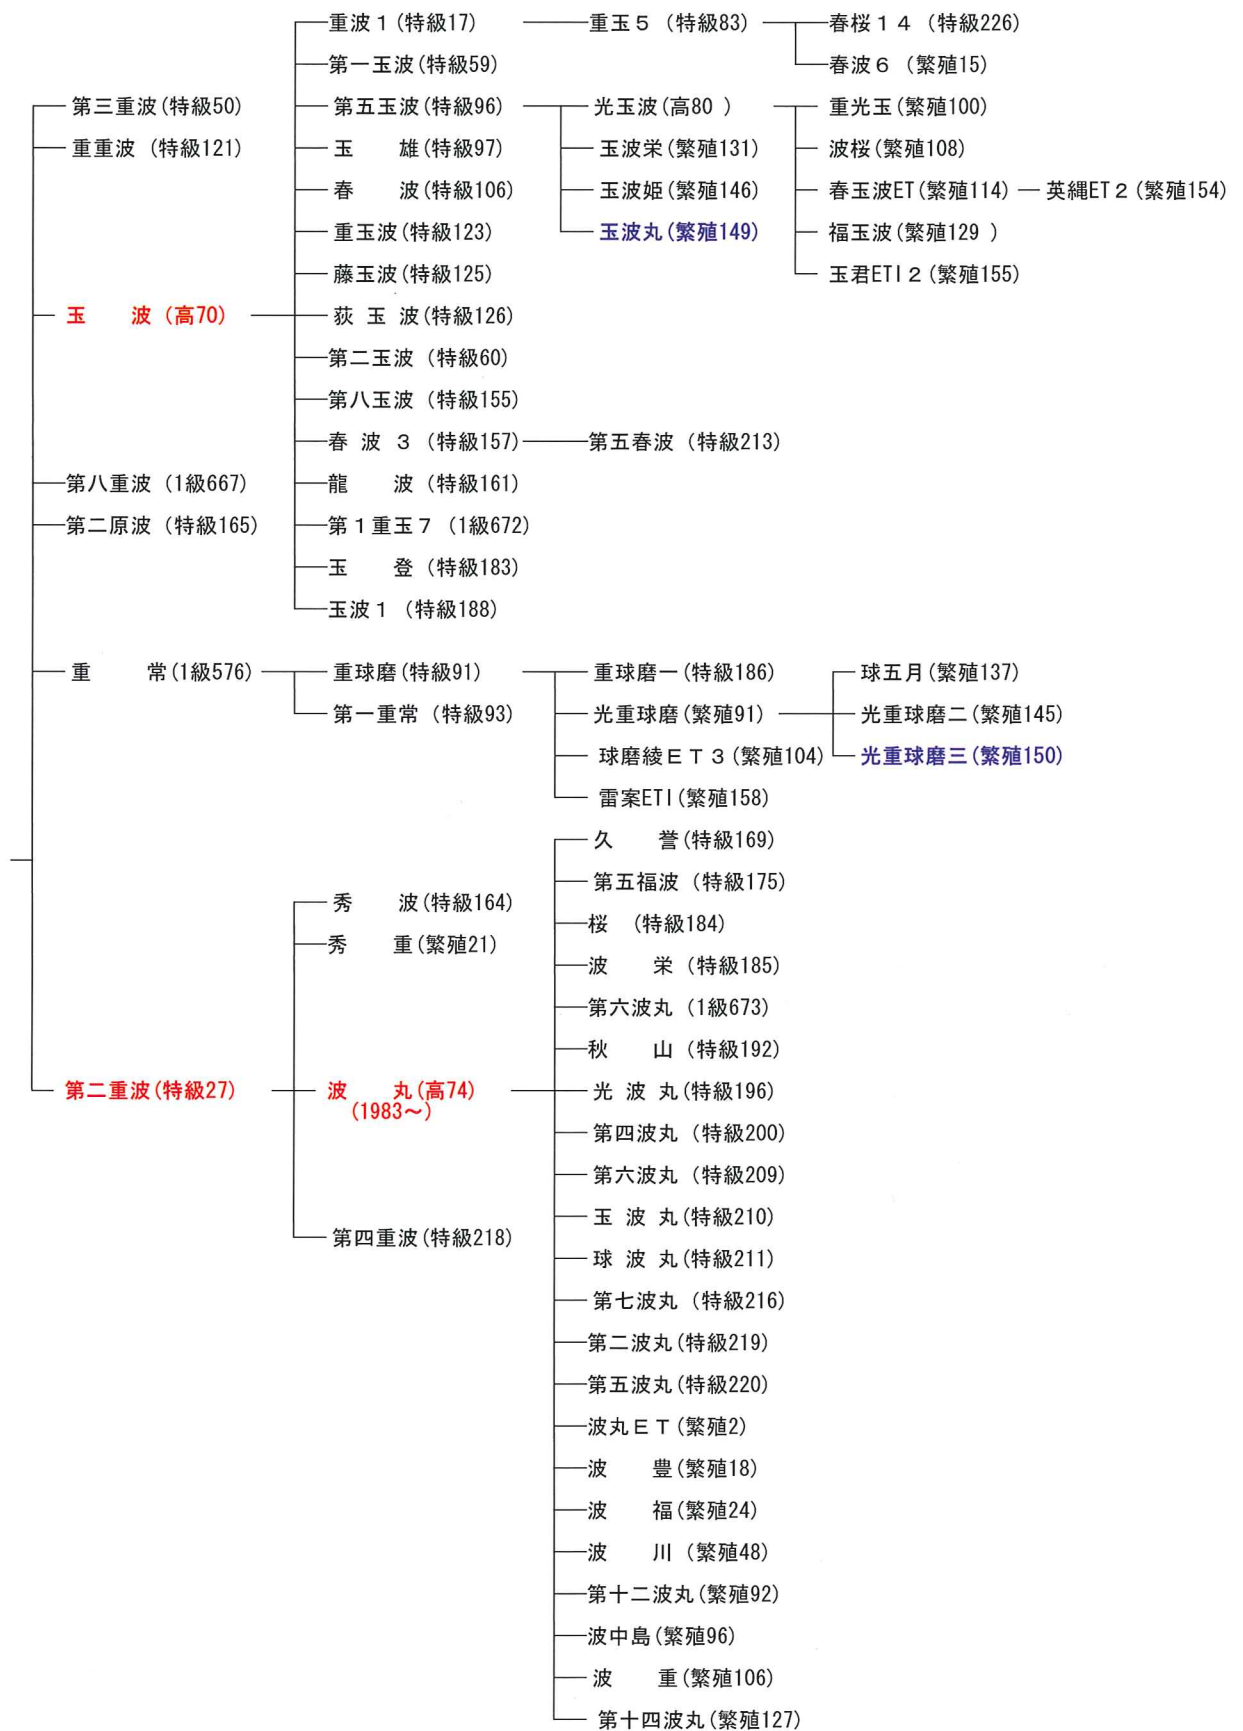 重波１(特級17) 重玉５ (特級83) 春桜１４ (特級226)
第一玉波(特級59) 春波６ (繁殖15)
第三重波(特級50) 第五玉波(特級96) 光玉波(高80 ) 重光玉(繁殖100)
重重波 (特級121) 玉　　雄(特級97) 玉波栄(繁殖131) 波桜(繁殖108)
春　　波(特級106) 玉波姫(繁殖146) 春玉波ET(繁殖114) 英縄ET２(繁殖154)
重玉波(特級123) 玉波丸(繁殖149) 福玉波(繁殖129 )
藤玉波(特級125) 玉君ETI２(繁殖155)
玉　　波 (高70) 荻 玉 波(特級126)
第二玉波 (特級60)
第八玉波 (特級155)
春 波 ３ (特級157) 第五春波 (特級213)
第八重波 (1級667) 龍　　波 (特級161)
第二原波 (特級165) 第１重玉７ (1級672)
玉　　登 (特級183)
玉波１ (特級188)
重　　常(1級576) 重球磨(特級91) 重球磨一(特級186) 球五月(繁殖137)
第一重常 (特級93) 光重球磨(繁殖91) 光重球磨二(繁殖145)
球磨綾ＥＴ３(繁殖104) 光重球磨三(繁殖150)
雷案ETI(繁殖158)
久　　誉(特級169)
第五福波 (特級175)
秀　　波(特級164)
桜 (特級184)
秀　　重(繁殖21)
波　　栄 (特級185)
第六波丸 (1級673)
秋　　山 (特級192)
第二重波(特級27) 波　　丸(高74) 光 波 丸(特級196)
(1983～)
第四波丸 (特級200)
第六波丸 (特級209)
玉 波 丸(特級210)
第四重波(特級218)
球 波 丸(特級211)
第七波丸 (特級216)
第二波丸(特級219)
第五波丸(特級220)
波丸ＥＴ(繁殖2)
波　　豊(繁殖18)
波　　福(繁殖24)
波　　川 (繁殖48)
第十二波丸(繁殖92)
波中島(繁殖96)
波　　重(繁殖106)
第十四波丸(繁殖127)